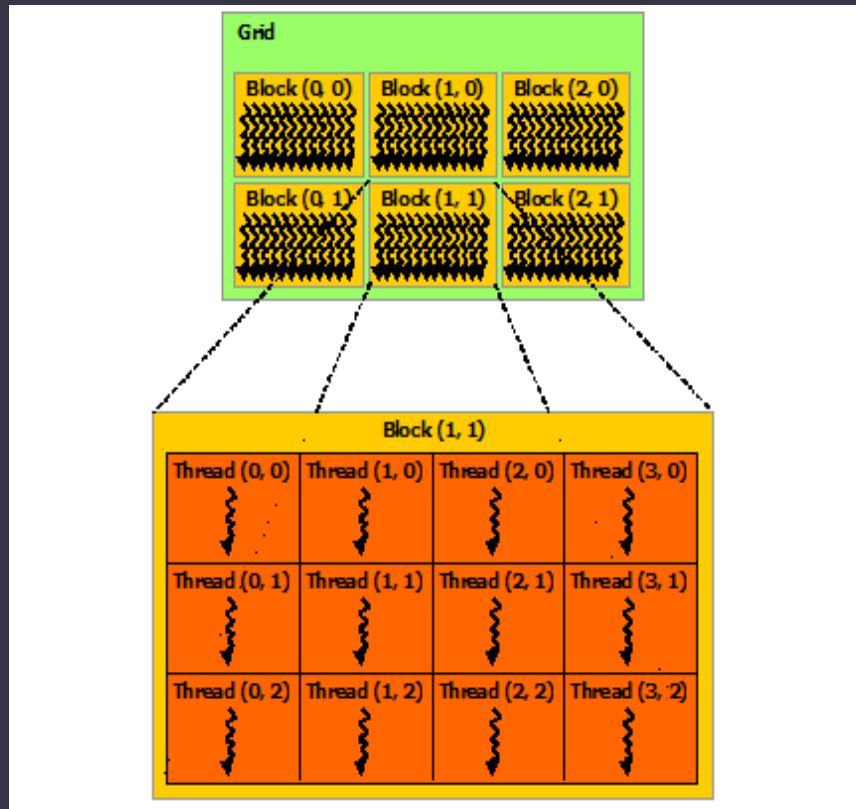 Grid
Block (0, 0) Block (1, 0) Block (2, 0)
Block (0, 1) Block (1, 1) Block (2, 1)
Block (1, 1)
Thread (0, 0) Thread (1, 0) Thread (2, 0) Thread (3, 0)
Thread (0, 1) Thread (1, 1) Thread (2, 1) Thread (3, 1)
Thread (0, 2) Thread (1, 2) Thread (2, 2) Thread (3, 2)